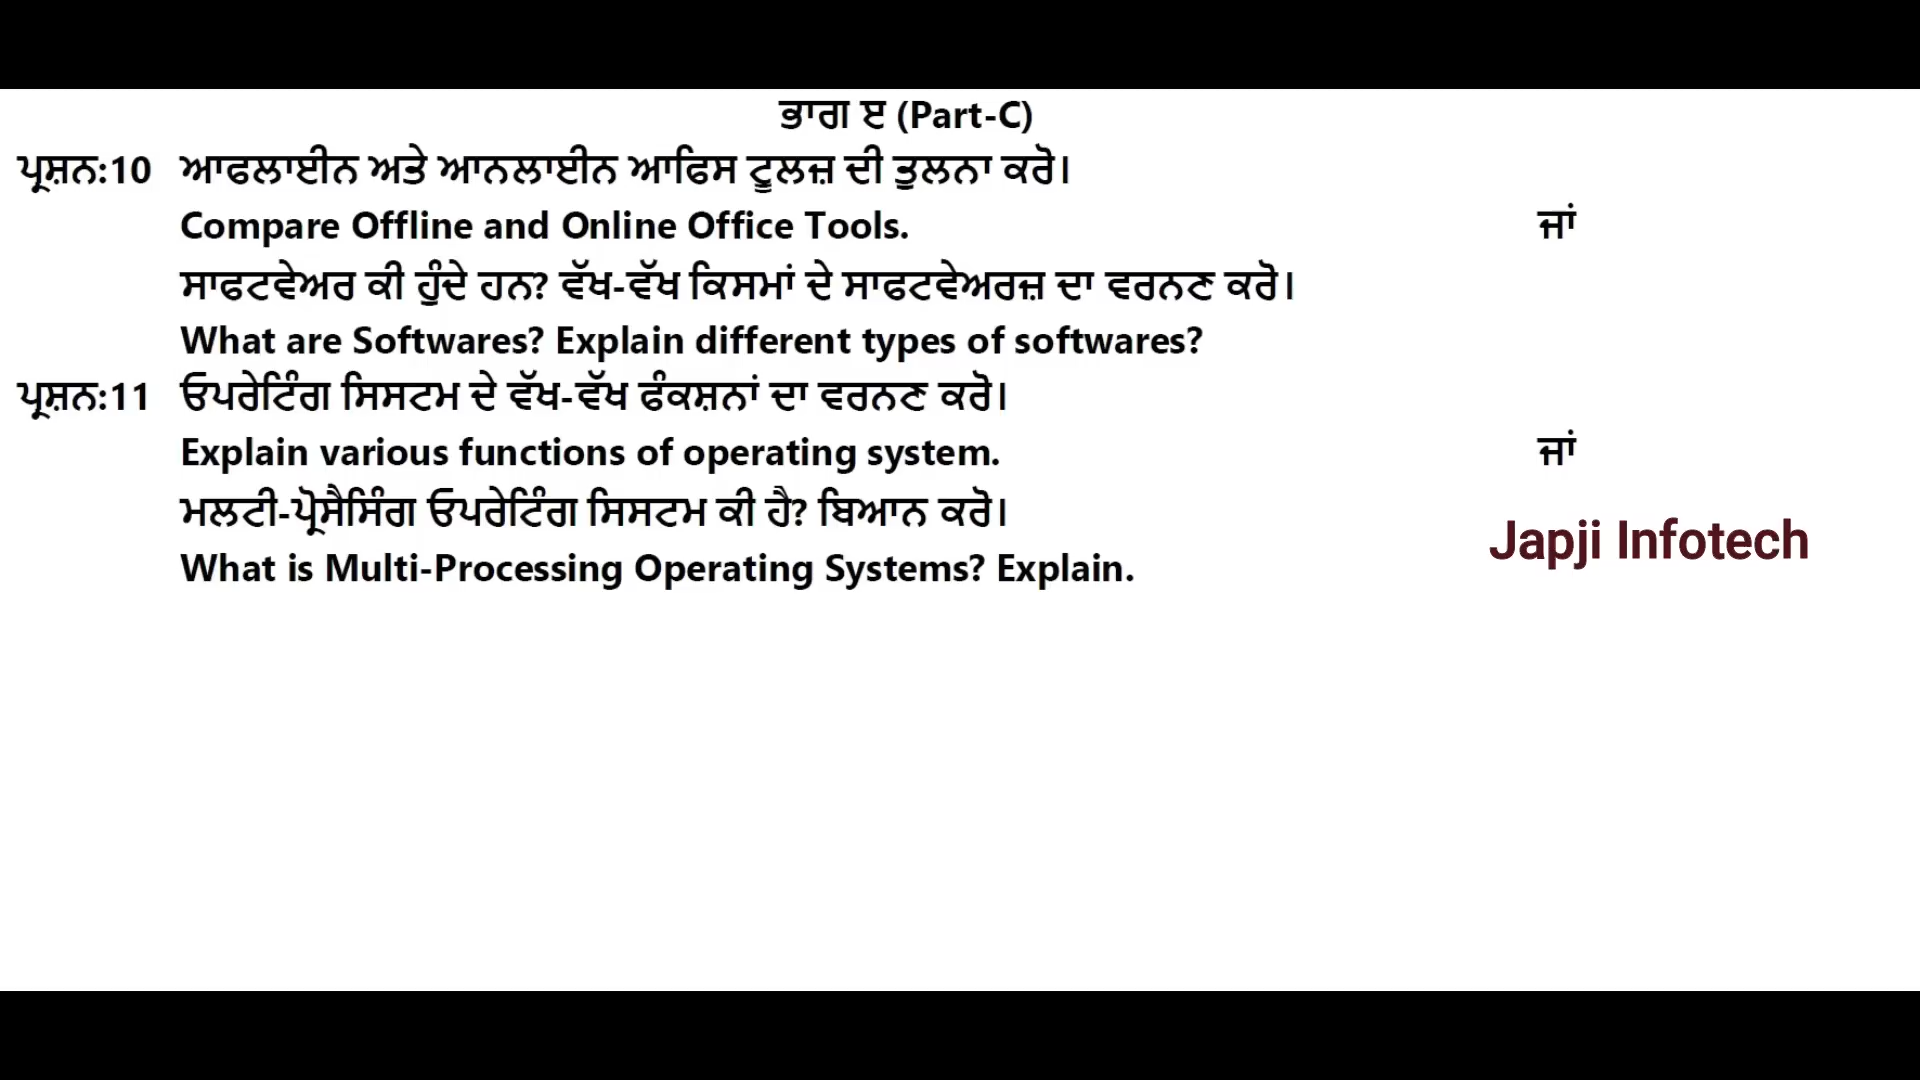 ਭਾਗ ੲ (Part-C)
ਪ੍ਰਸ਼ਨ:10 ਆਫਲਾਈਨ ਅਤੇ ਆਨਲਾਈਨ ਆਫਿਸ ਟੂਲਜ਼ ਦੀ ਤੁਲਨਾ ਕਰੋ।
Compare Offline and Online Office Tools. ਜਾਂ
ਸਾਫਟਵੇਅਰ ਕੀ ਹੁੰਦੇ ਹਨ? ਵੱਖ-ਵੱਖ ਕਿਸਮਾਂ ਦੇ ਸਾਫਟਵੇਅਰਜ਼ ਦਾ ਵਰਨਣ ਕਰੋ।
What are Softwares? Explain different types of softwares?
ਪ੍ਰਸ਼ਨ:11 ਓਪਰੇਟਿੰਗ ਸਿਸਟਮ ਦੇ ਵੱਖ-ਵੱਖ ਫੰਕਸ਼ਨਾਂ ਦਾ ਵਰਨਣ ਕਰੋ।
Explain various functions of operating system. ਜਾਂ
ਮਲਟੀ-ਪ੍ਰੋਸੈਸਿੰਗ ਓਪਰੇਟਿੰਗ ਸਿਸਟਮ ਕੀ ਹੈ? ਬਿਆਨ ਕਰੋ।
What is Multi-Processing Operating Systems? Explain.
Japji Infotech